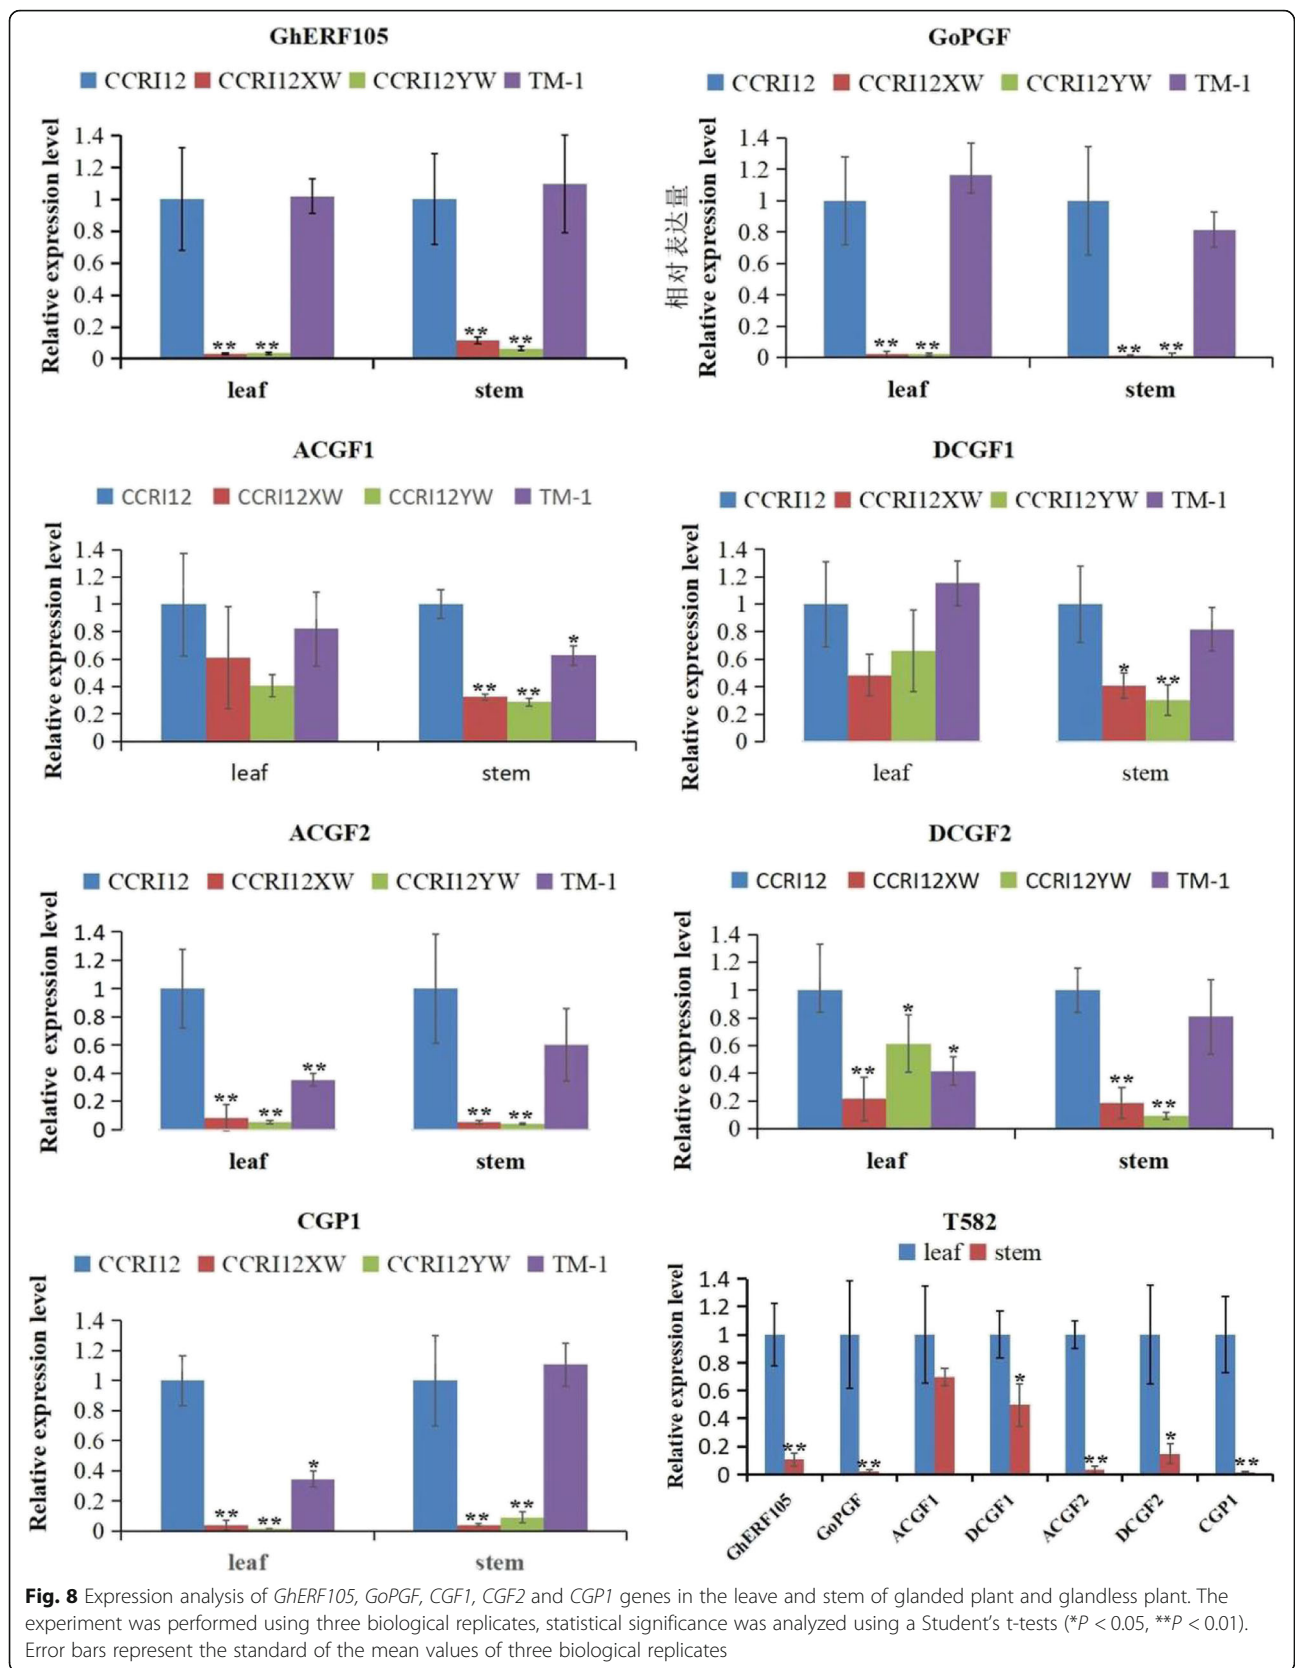 GhERF105
CCRI12 CCRI12XW CCRI12YW TM-1
Relative expression level
1.4
1.2
1
0.8
0.6
0.4
0.2
0
** **
** **
leaf stem
GoPGF
CCRI12 CCRI12XW CCRI12YW TM-1
相对表达量
Relative expression level
1.4
1.2
1
0.8
0.6
0.4
0.2
0
** **
** **
leaf stem
ACGF1
CCRI12 CCRI12XW CCRI12YW TM-1
Relative expression level
1.4
1.2
1
0.8
0.6
0.4
0.2
0
** ** *
leaf stem
DCGF1
CCRI12 CCRI12XW CCRI12YW TM-1
Relative expreession level
1.4
1.2
1
0.8
0.6
0.4
0.2
0
* **
leaf stem
ACGF2
CCRI12 CCRI12XW CCRI12YW TM-1
Relative expression level
1.4
1.2
1
0.8
0.6
0.4
0.2
0
** ** **
** **
leaf stem
DCGF2
CCRI12 CCRI12XW CCRI12YW TM-1
Relative expression level
1.4
1.2
1
0.8
0.6
0.4
0.2
0
** * *
** **
leaf stem
CGP1
CCRI12 CCRI12XW CCRI12YW TM-1
Relative expression level
1.4
1.2
1
0.8
0.6
0.4
0.2
0
** ** *
** **
leaf stem
T582
leaf stem
Relative expression level
1.4
1.2
1
0.8
0.6
0.4
0.2
0
** ** * ** * **
GhERF105 GoPGF ACGF1 DCGF1 ACGF2 DCGF2 CGP1
Fig. 8 Expression analysis of GhERF105, GoPGF, CGF1, CGF2 and CGP1 genes in the leave and stem of glanded plant and glandless plant. The
experiment was performed using three biological replicates, statistical significance was analyzed using a Student's t-tests (*P < 0.05, **P < 0.01).
Error bars represent the standard of the mean values of three biological replicates